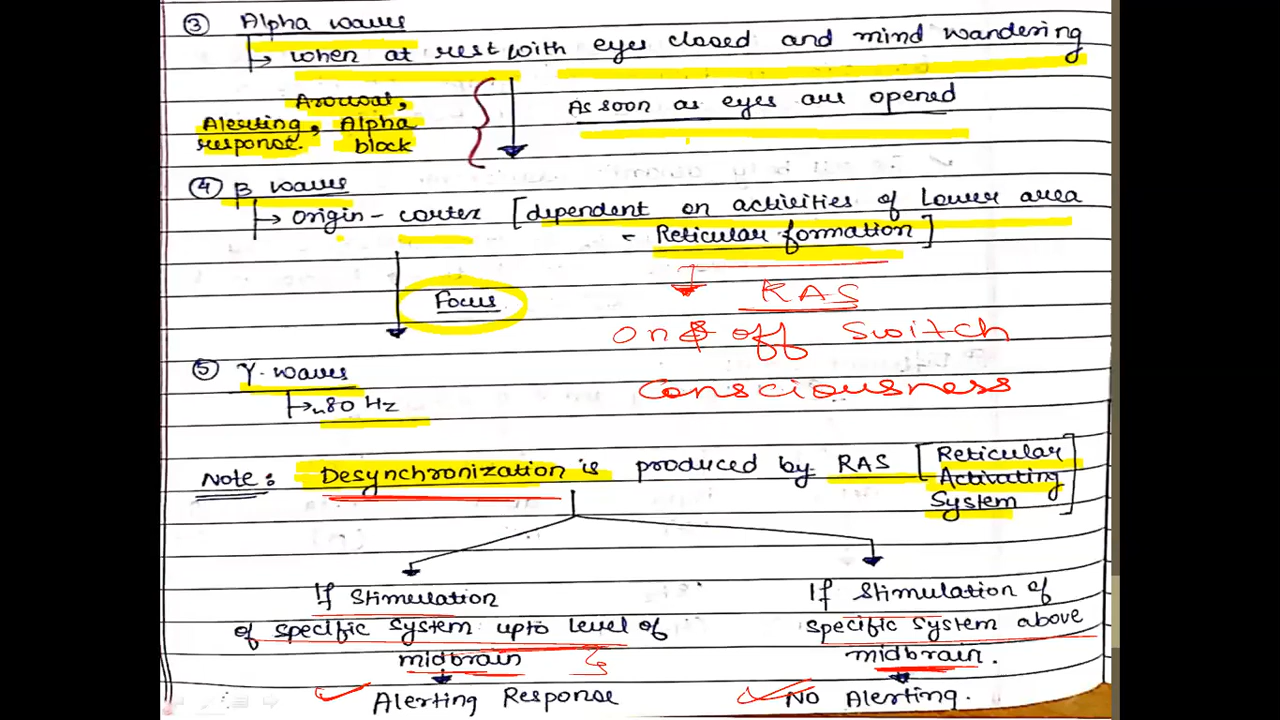 ③ Alpha waves
↳ when at rest with eyes closed and mind wandering
Arousal,
Alerting, Alpha
response. block
As soon as eyes are opened
④ β waves
↳ Origin - cortex [dependent on activities of Lower area
- Reticular formation]
Focus
RAS
on & off Switch
Consciousness
⑤ γ-waves
↳ ~80 Hz
Note: Desynchronization is produced by RAS [Reticular
Activating
System]
If Stimulation
of specific system upto level of
midbrain
Alerting Response
If Stimulation of
specific system above
midbrain.
No Alerting.